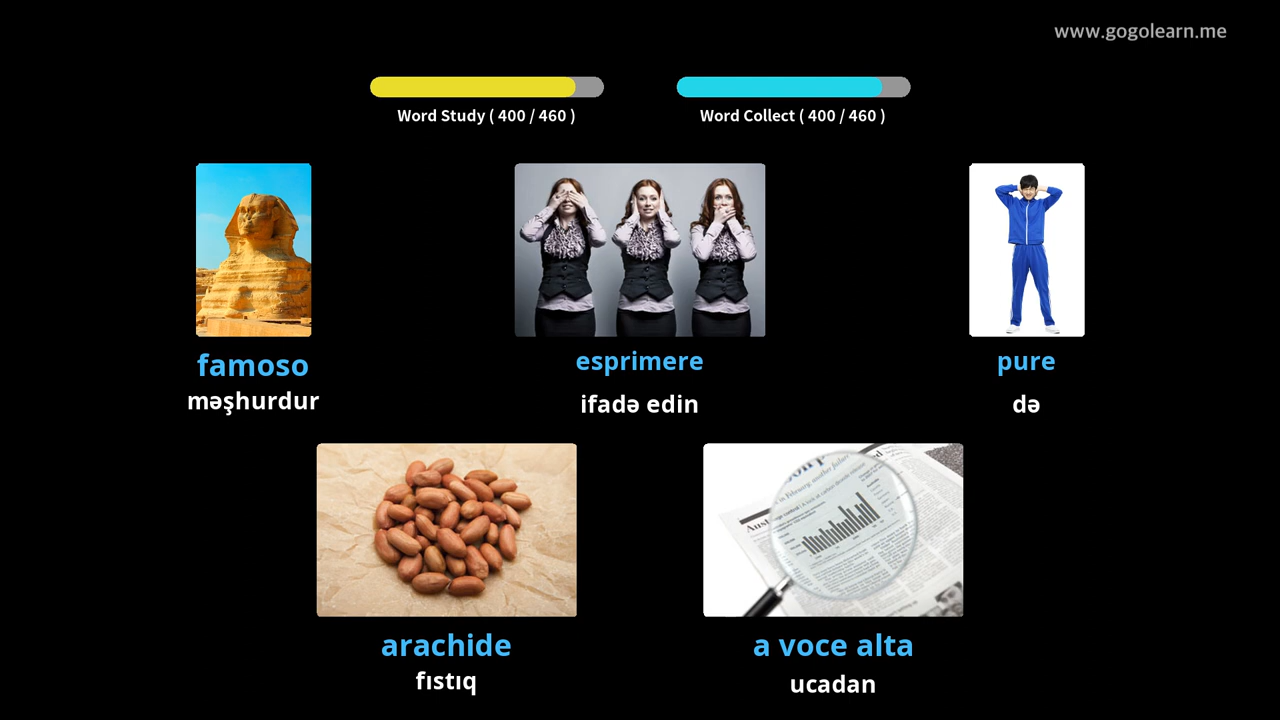 www.gogolearn.me
Word Study ( 400 / 460 )
Word Collect ( 400 / 460 )
famoso
məşhurdur
esprimere
ifadə edin
pure
də
arachide
fıstıq
a voce alta
ucadan